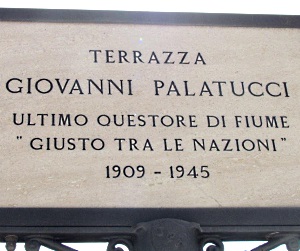 TERRAZZA
GIOVANNI PALATUCCI
ULTIMO QUESTORE DI FIUME
"GIUSTO TRA LE NAZIONI"
1909 - 1945